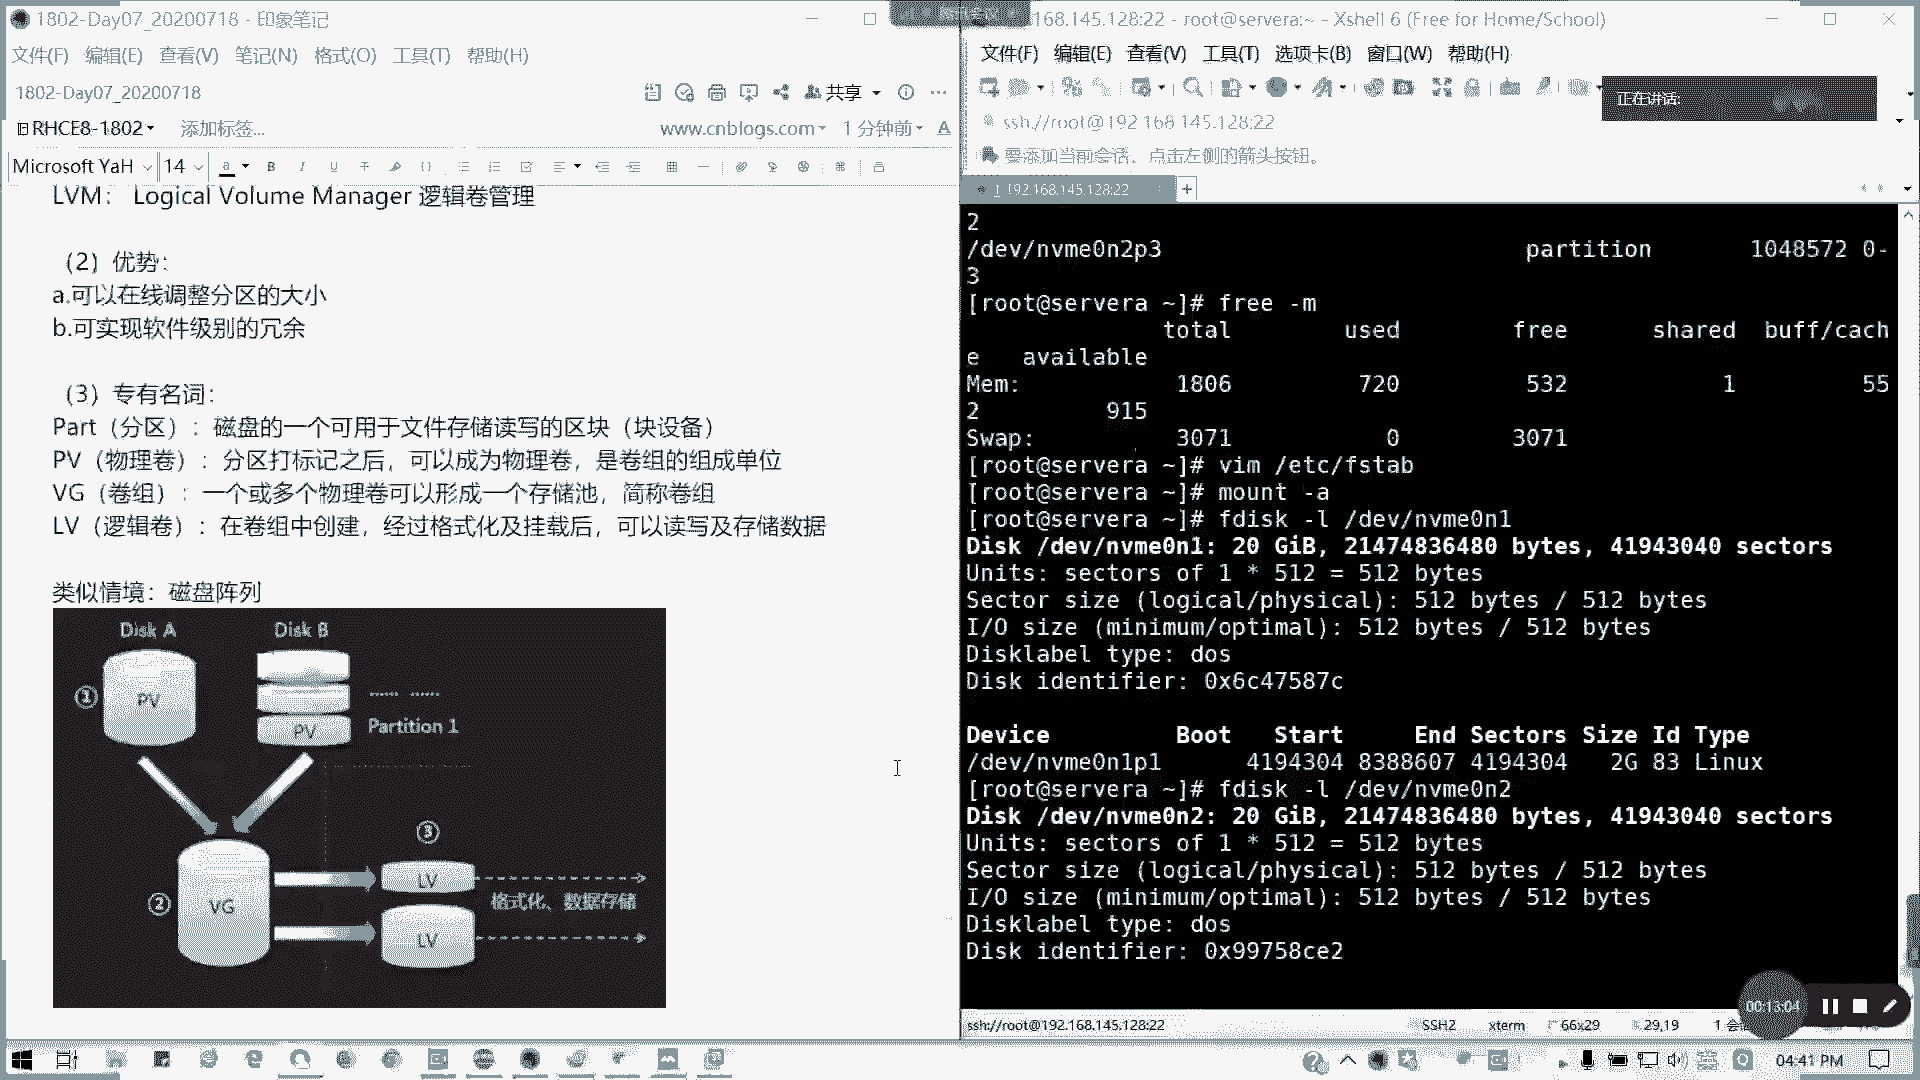 1802-Day07_20200718 - 印象笔记
文件(F) 编辑(E) 查看(V) 笔记(N) 格式(O) 工具(T) 帮助(H)
1802-Day07_20200718
共享
RHCE8-1802 添加标签...
www.cnblogs.com 1 分钟前
Microsoft YaH 14
LVM： Logical Volume Manager 逻辑卷管理
（2）优势：
a.可以在线调整分区的大小
b.可实现软件级别的冗余
（3）专有名词：
Part（分区）：磁盘的一个可用于文件存储读写的区块（块设备）
PV（物理卷）：分区打标记之后，可以成为物理卷，是卷组的组成单位
VG（卷组）：一个或多个物理卷可以形成一个存储池，简称卷组
LV（逻辑卷）：在卷组中创建，经过格式化及挂载后，可以读写及存储数据
类似情境：磁盘阵列
Disk A Disk B
① PV
PV Partition 1
③
② VG
LV
格式化、数据存储
LV
168.145.128:22 - root@servera:~ - Xshell 6 (Free for Home/School)
文件(F) 编辑(E) 查看(V) 工具(T) 选项卡(B) 窗口(W) 帮助(H)
正在讲话:
ssh://root@192.168.145.128:22
要添加当前会话，点击左侧的箭头按钮。
1 192.168.145.128:22
2
/dev/nvme0n2p3 partition 1048572 0-
3
[root@servera ~]# free -m
total used free shared buff/cach
e available
Mem: 1806 720 532 1 55
2 915
Swap: 3071 0 3071
[root@servera ~]# vim /etc/fstab
[root@servera ~]# mount -a
[root@servera ~]# fdisk -l /dev/nvme0n1
Disk /dev/nvme0n1: 20 GiB, 21474836480 bytes, 41943040 sectors
Units: sectors of 1 * 512 = 512 bytes
Sector size (logical/physical): 512 bytes / 512 bytes
I/O size (minimum/optimal): 512 bytes / 512 bytes
Disklabel type: dos
Disk identifier: 0x6c47587c
Device Boot Start End Sectors Size Id Type
/dev/nvme0n1p1 4194304 8388607 4194304 2G 83 Linux
[root@servera ~]# fdisk -l /dev/nvme0n2
Disk /dev/nvme0n2: 20 GiB, 21474836480 bytes, 41943040 sectors
Units: sectors of 1 * 512 = 512 bytes
Sector size (logical/physical): 512 bytes / 512 bytes
I/O size (minimum/optimal): 512 bytes / 512 bytes
Disklabel type: dos
Disk identifier: 0x99758ce2
00:13:04
ssh://root@192.168.145.128:22 SSH2 xterm 66x29 29,19
04:41 PM